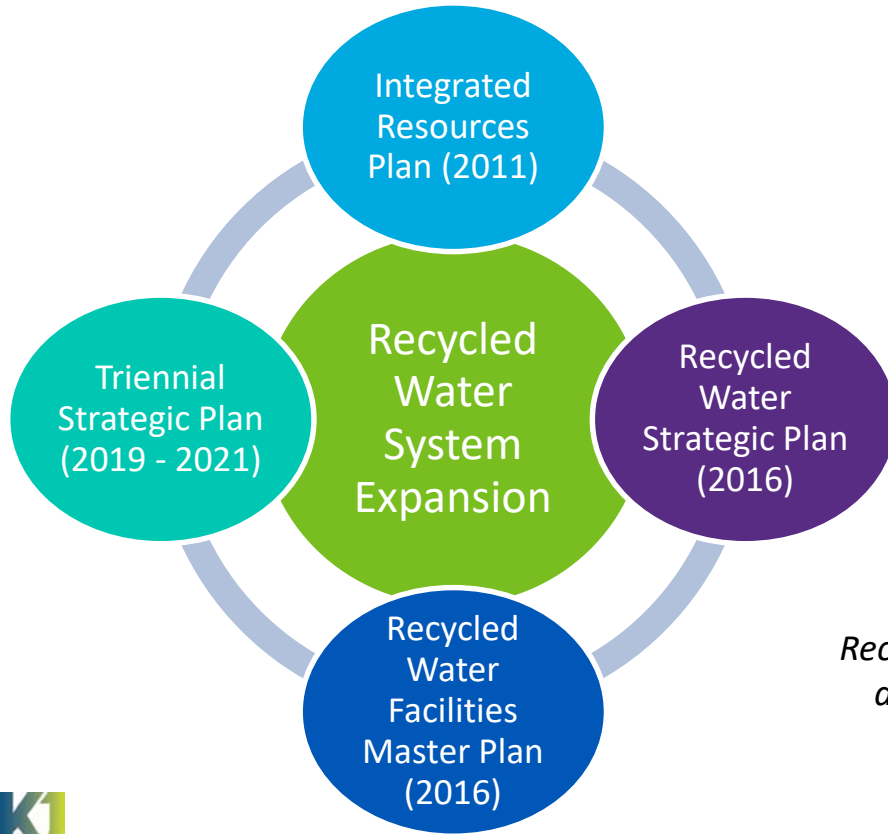 Integrated
Resources
Plan (2011)
Recycled
Water
System
Expansion
Triennial
Strategic Plan
(2019 - 2021)
Recycled
Water
Strategic Plan
(2016)
Recycled
Water
Facilities
Master Plan
(2016)